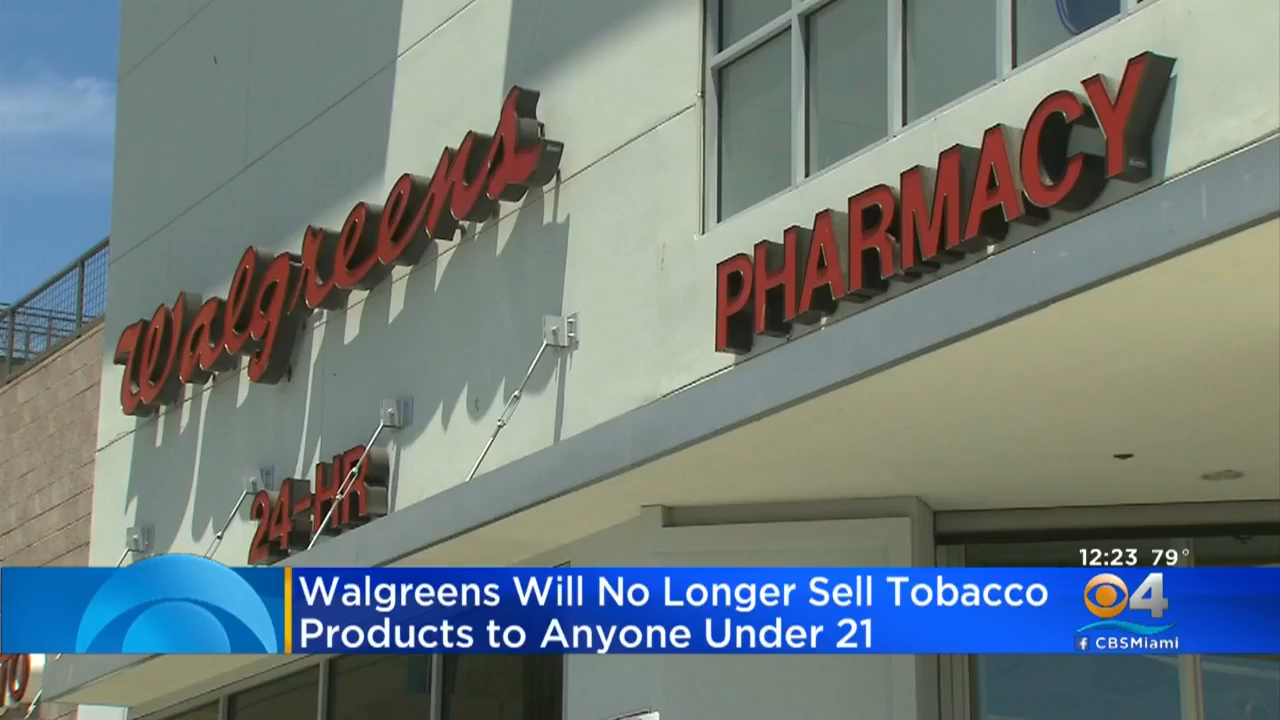 Walgreens
PHARMACY
24-HR
12:23 79°
Walgreens Will No Longer Sell Tobacco
Products to Anyone Under 21
4
CBSMiami